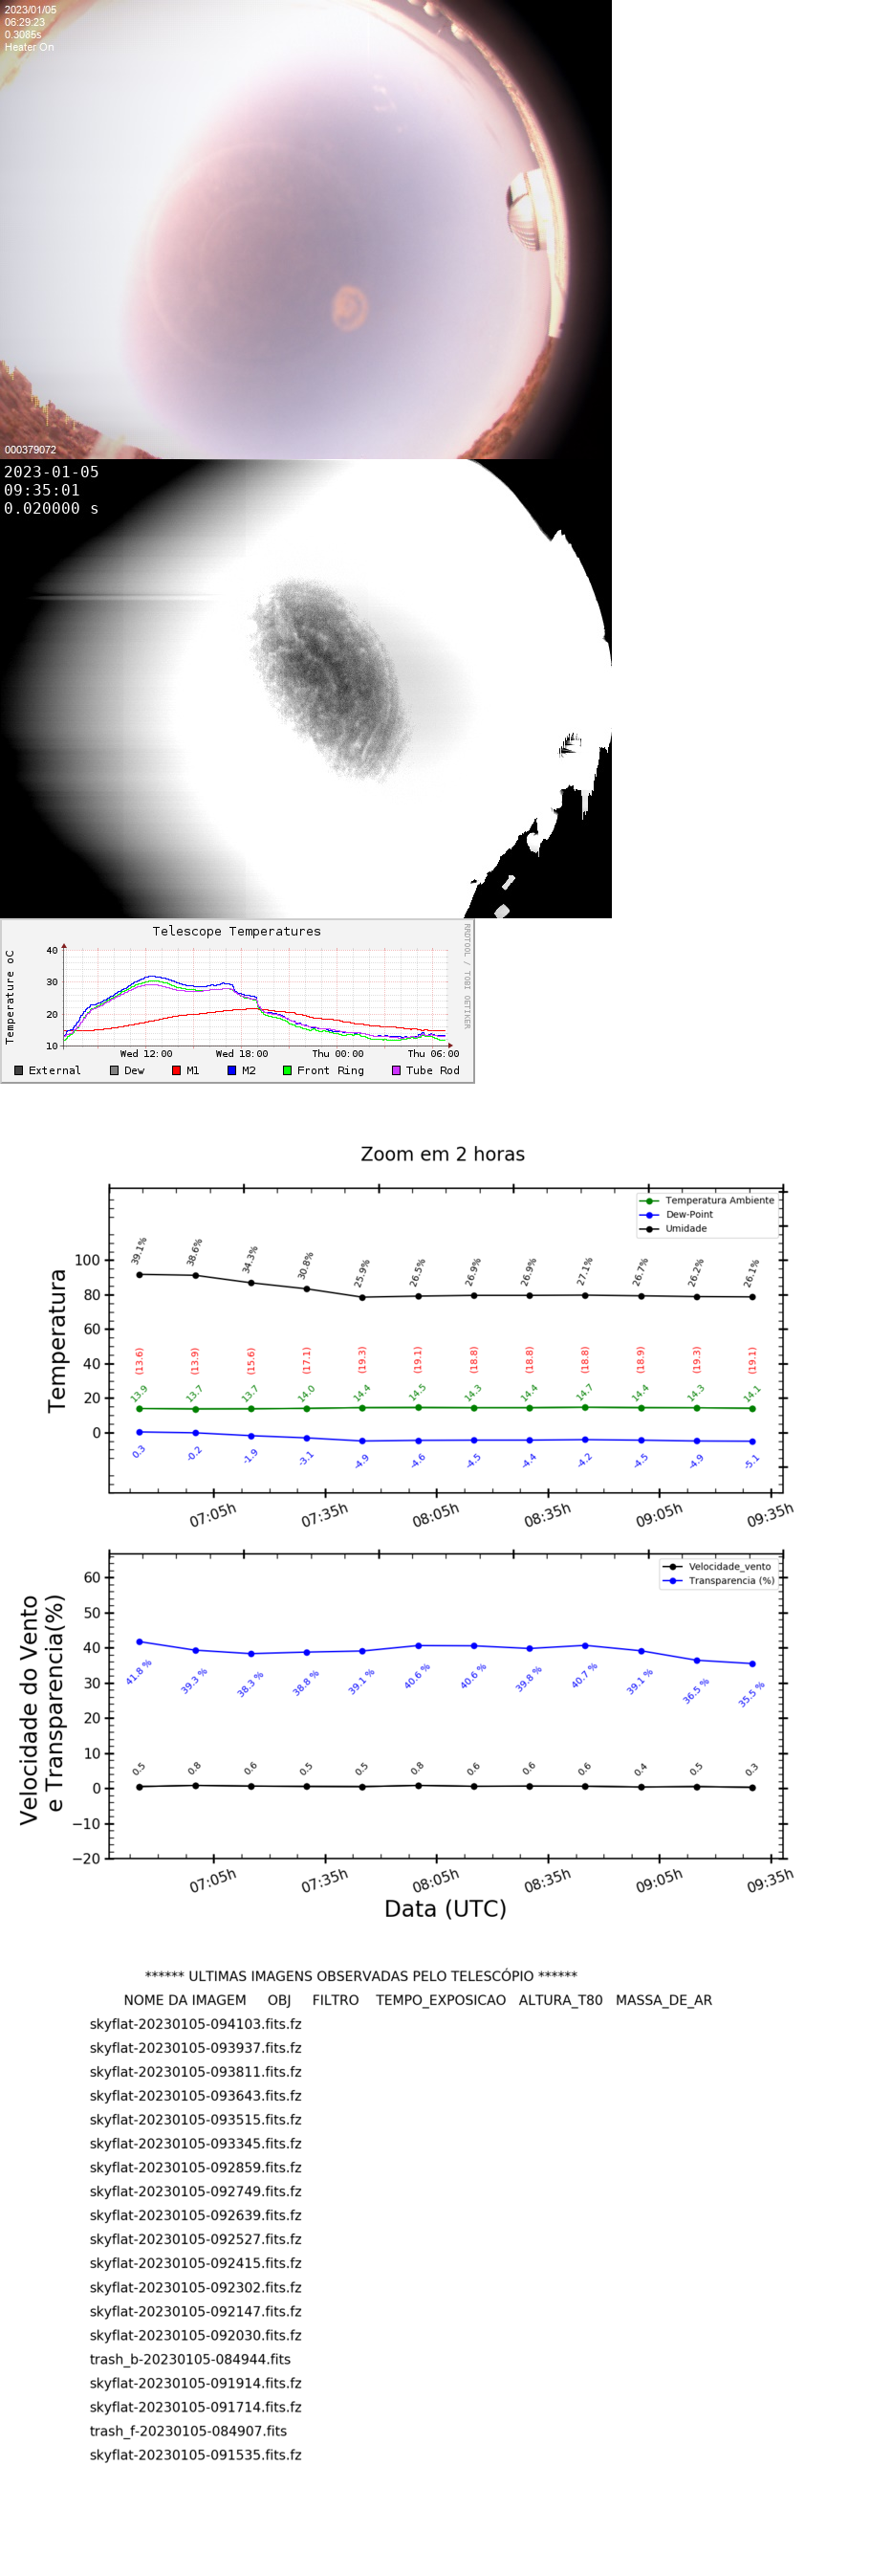 2023/01/05
06:29:23
0.3085s
Heater On
000379072
2023-01-05
09:35:01
0.020000 s
Telescope Temperatures
RRDTOOL / TOBI OETIKER
Temperature oC
40
30
20
10
Wed 12:00 Wed 18:00 Thu 00:00 Thu 06:00
External Dew M1 M2 Front Ring Tube Rod
Zoom em 2 horas
Temperatura Ambiente
Dew-Point
Umidade
Temperatura
100
80
60
40
20
0
39.1% 38.6% 34.3% 30.8% 25.9% 26.5% 26.9% 26.9% 27.1% 26.7% 26.2% 26.1%
(13.6) (13.9) (15.6) (17.1) (19.3) (19.1) (18.8) (18.8) (18.8) (18.9) (19.3) (19.1)
13.9 13.7 13.7 14.0 14.4 14.5 14.3 14.4 14.7 14.4 14.3 14.1
0.3 -0.2 -1.9 -3.1 -4.9 -4.6 -4.5 -4.4 -4.2 -4.5 -4.9 -5.1
07:05h 07:35h 08:05h 08:35h 09:05h 09:35h
Velocidade_vento
Transparencia (%)
Velocidade do Vento
e Transparencia(%)
60
50
40
30
20
10
0
−10
−20
41.8 % 39.3 % 38.3 % 38.8 % 39.1 % 40.6 % 40.6 % 39.8 % 40.7 % 39.1 % 36.5 % 35.5 %
0.5 0.8 0.6 0.5 0.5 0.8 0.6 0.6 0.6 0.4 0.5 0.3
07:05h 07:35h 08:05h 08:35h 09:05h 09:35h
Data (UTC)
****** ULTIMAS IMAGENS OBSERVADAS PELO TELESCÓPIO ******
NOME DA IMAGEM OBJ FILTRO TEMPO_EXPOSICAO ALTURA_T80 MASSA_DE_AR
skyflat-20230105-094103.fits.fz
skyflat-20230105-093937.fits.fz
skyflat-20230105-093811.fits.fz
skyflat-20230105-093643.fits.fz
skyflat-20230105-093515.fits.fz
skyflat-20230105-093345.fits.fz
skyflat-20230105-092859.fits.fz
skyflat-20230105-092749.fits.fz
skyflat-20230105-092639.fits.fz
skyflat-20230105-092527.fits.fz
skyflat-20230105-092415.fits.fz
skyflat-20230105-092302.fits.fz
skyflat-20230105-092147.fits.fz
skyflat-20230105-092030.fits.fz
trash_b-20230105-084944.fits
skyflat-20230105-091914.fits.fz
skyflat-20230105-091714.fits.fz
trash_f-20230105-084907.fits
skyflat-20230105-091535.fits.fz